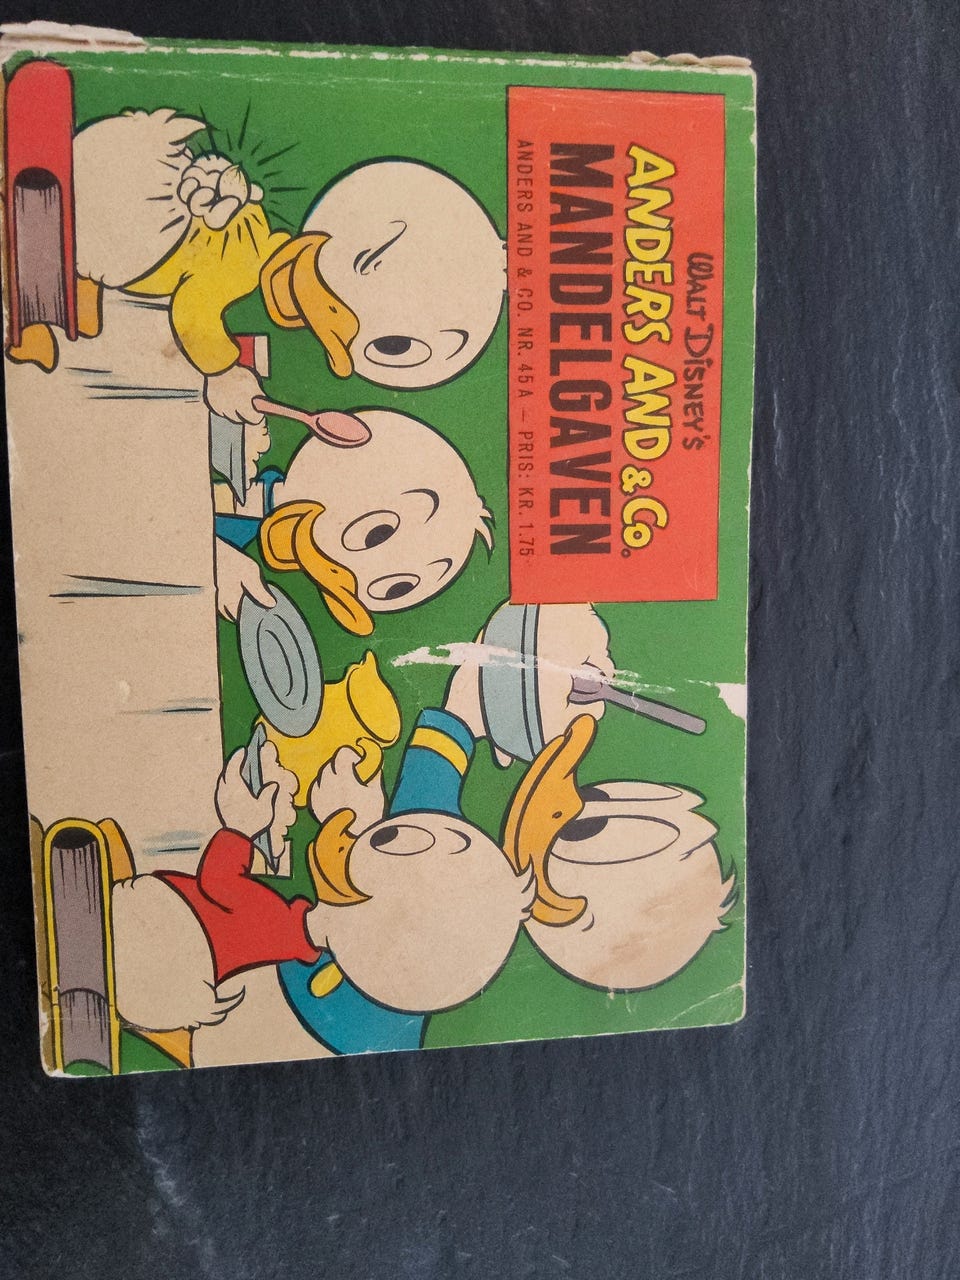 WALT DISNEY'S
ANDERS AND & Co.
MANDELGAVEN
ANDERS AND & CO. NR. 45A – PRIS: KR. 1.75